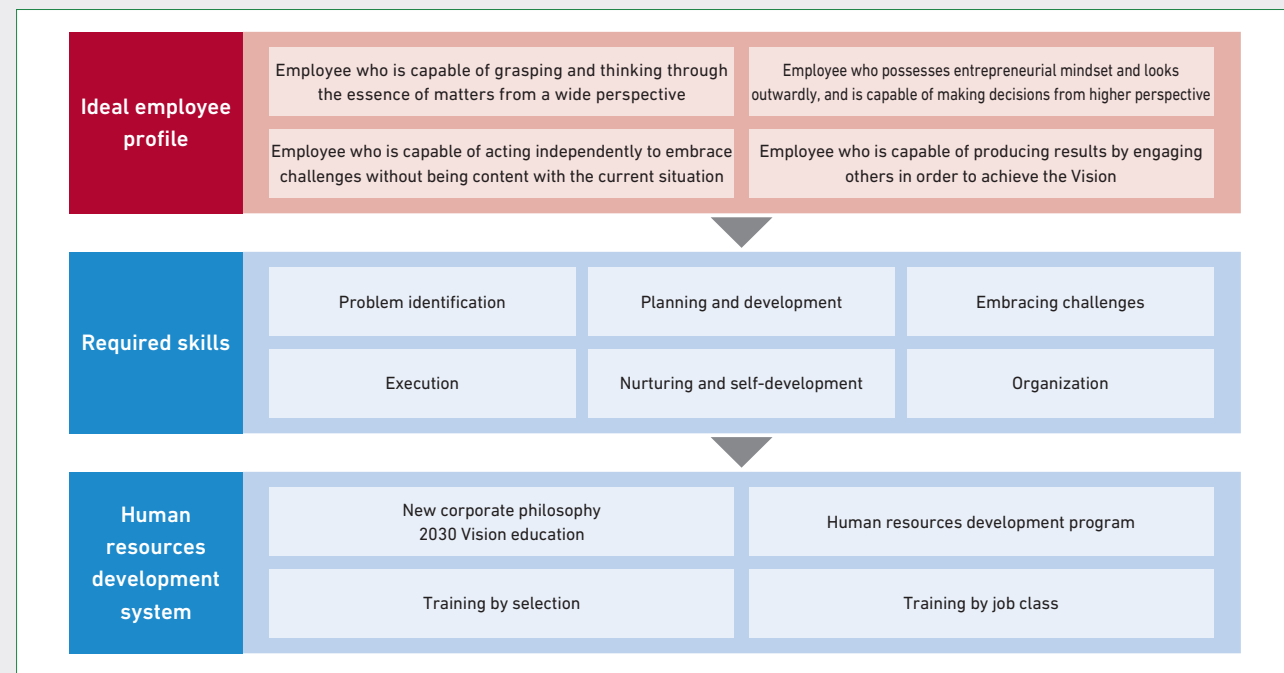 Ideal employee
profile
Employee who is capable of grasping and thinking through
the essence of matters from a wide perspective
Employee who possesses entrepreneurial mindset and looks
outwardly, and is capable of making decisions from higher perspective
Employee who is capable of acting independently to embrace
challenges without being content with the current situation
Employee who is capable of producing results by engaging
others in order to achieve the Vision
Required skills
Problem identification
Planning and development
Embracing challenges
Execution
Nurturing and self-development
Organization
Human
resources
development
system
New corporate philosophy
2030 Vision education
Human resources development program
Training by selection
Training by job class